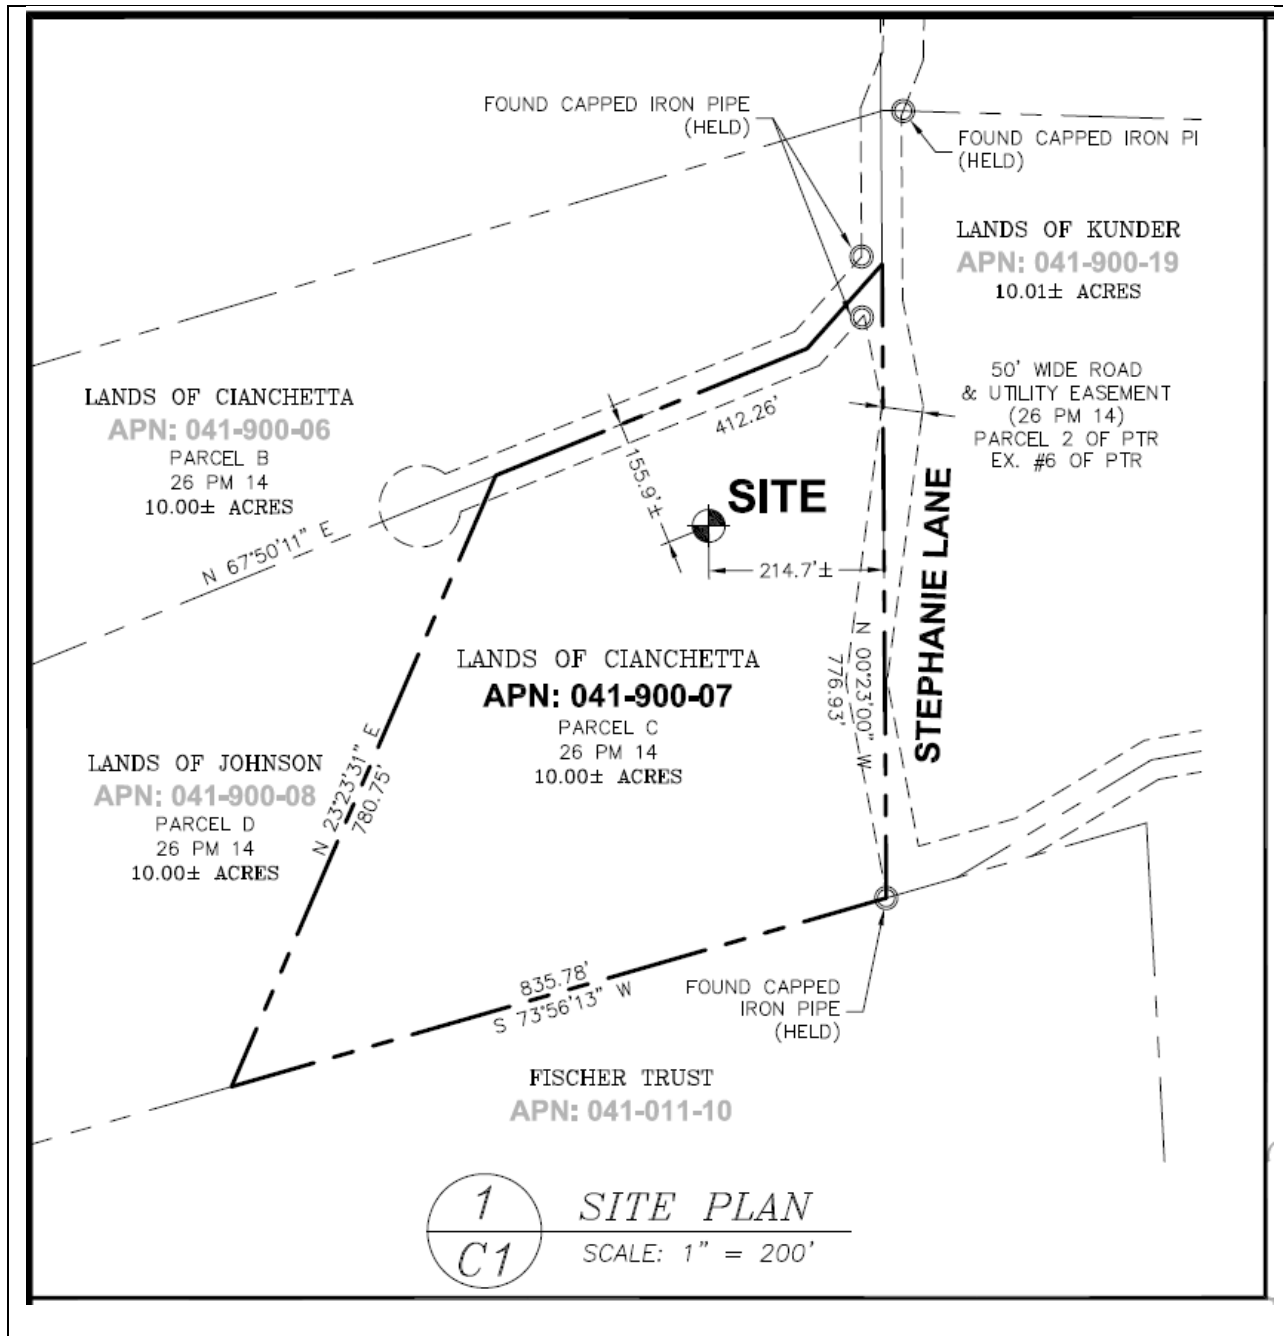 FOUND CAPPED IRON PIPE
(HELD)
FOUND CAPPED IRON PI
(HELD)
LANDS OF KUNDER
APN: 041-900-19
10.01± ACRES
50' WIDE ROAD
& UTILITY EASEMENT
(26 PM 14)
PARCEL 2 OF PTR
EX. #6 OF PTR
LANDS OF CIANCHETTA
APN: 041-900-06
PARCEL B
26 PM 14
10.00± ACRES
412.26'
155.9'±
SITE
214.7'±
N 67°50'11" E
STEPHANIE LANE
N 00°23'00" W
776.93'
LANDS OF CIANCHETTA
APN: 041-900-07
PARCEL C
26 PM 14
10.00± ACRES
N 23°23'31" E
780.75'
LANDS OF JOHNSON
APN: 041-900-08
PARCEL D
26 PM 14
10.00± ACRES
835.78'
S 73°56'13" W
FOUND CAPPED
IRON PIPE
(HELD)
FISCHER TRUST
APN: 041-011-10
1
C1
SITE PLAN
SCALE: 1" = 200'